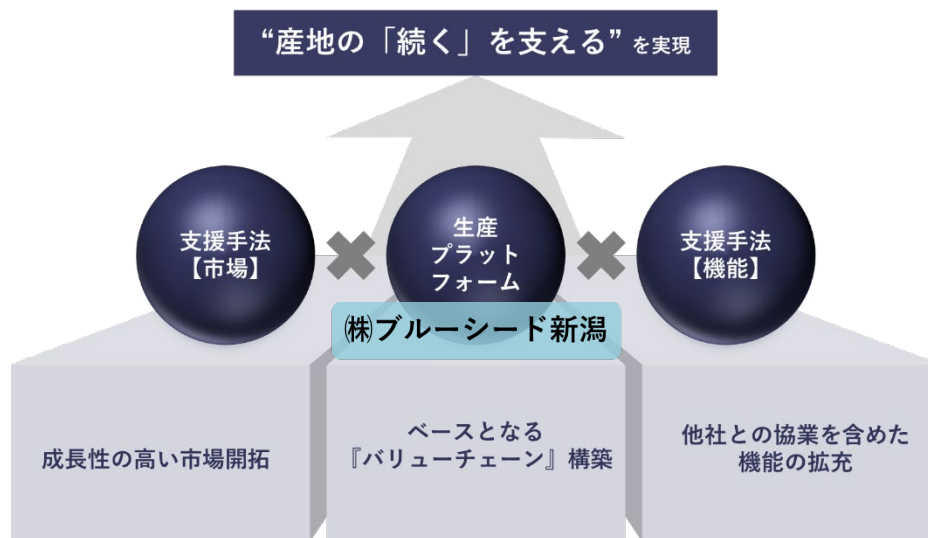 “産地の「続く」を支える” を実現
支援手法
【市場】
生産
プラット
フォーム
支援手法
【機能】
㈱ブルーシード新潟
成長性の高い市場開拓
ベースとなる
『バリューチェーン』構築
他社との協業を含めた
機能の拡充